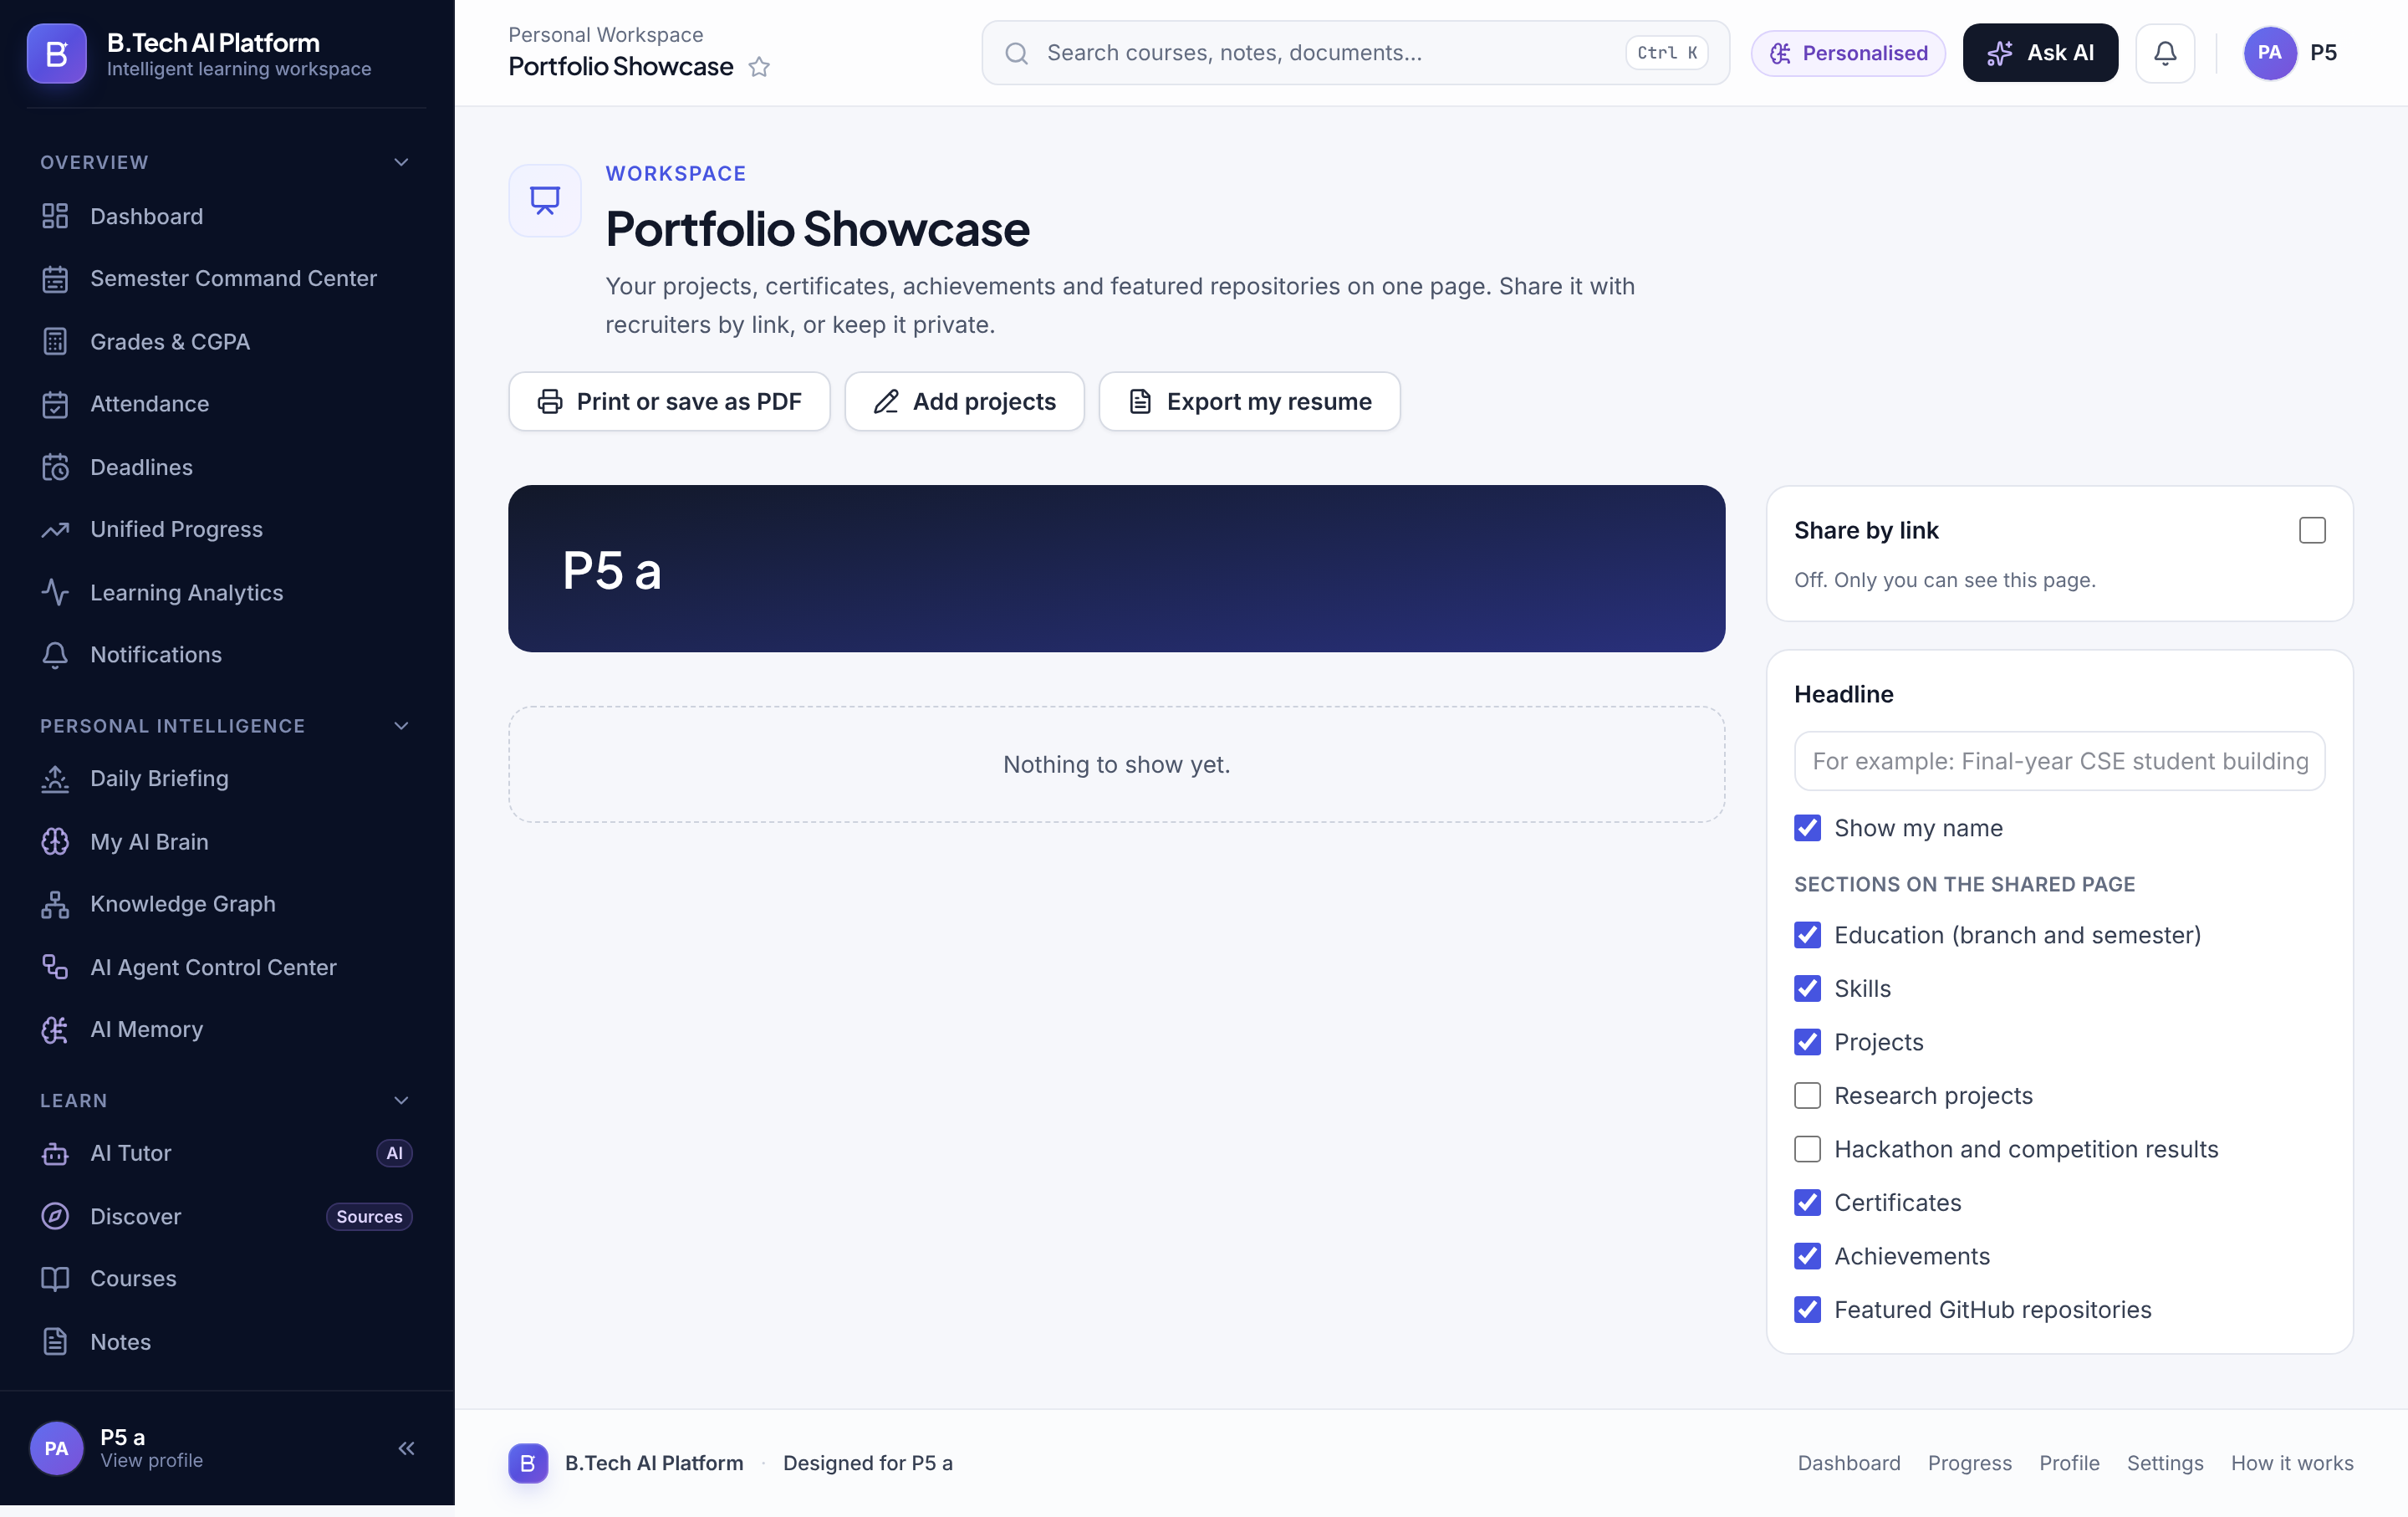 B.Tech AI Platform
Intelligent learning workspace
OVERVIEW
Dashboard
Semester Command Center
Grades & CGPA
Attendance
Deadlines
Unified Progress
Learning Analytics
Notifications
PERSONAL INTELLIGENCE
Daily Briefing
My AI Brain
Knowledge Graph
AI Agent Control Center
AI Memory
LEARN
AI Tutor AI
Discover Sources
Courses
Notes
PA
P5 a
View profile
Personal Workspace
Portfolio Showcase
Search courses, notes, documents...
Ctrl K
Personalised
Ask AI
PA P5
WORKSPACE
Portfolio Showcase
Your projects, certificates, achievements and featured repositories on one page. Share it with
recruiters by link, or keep it private.
Print or save as PDF
Add projects
Export my resume
P5 a
Nothing to show yet.
Share by link
Off. Only you can see this page.
Headline
For example: Final-year CSE student building
Show my name
SECTIONS ON THE SHARED PAGE
Education (branch and semester)
Skills
Projects
Research projects
Hackathon and competition results
Certificates
Achievements
Featured GitHub repositories
B.Tech AI Platform · Designed for P5 a
Dashboard Progress Profile Settings How it works